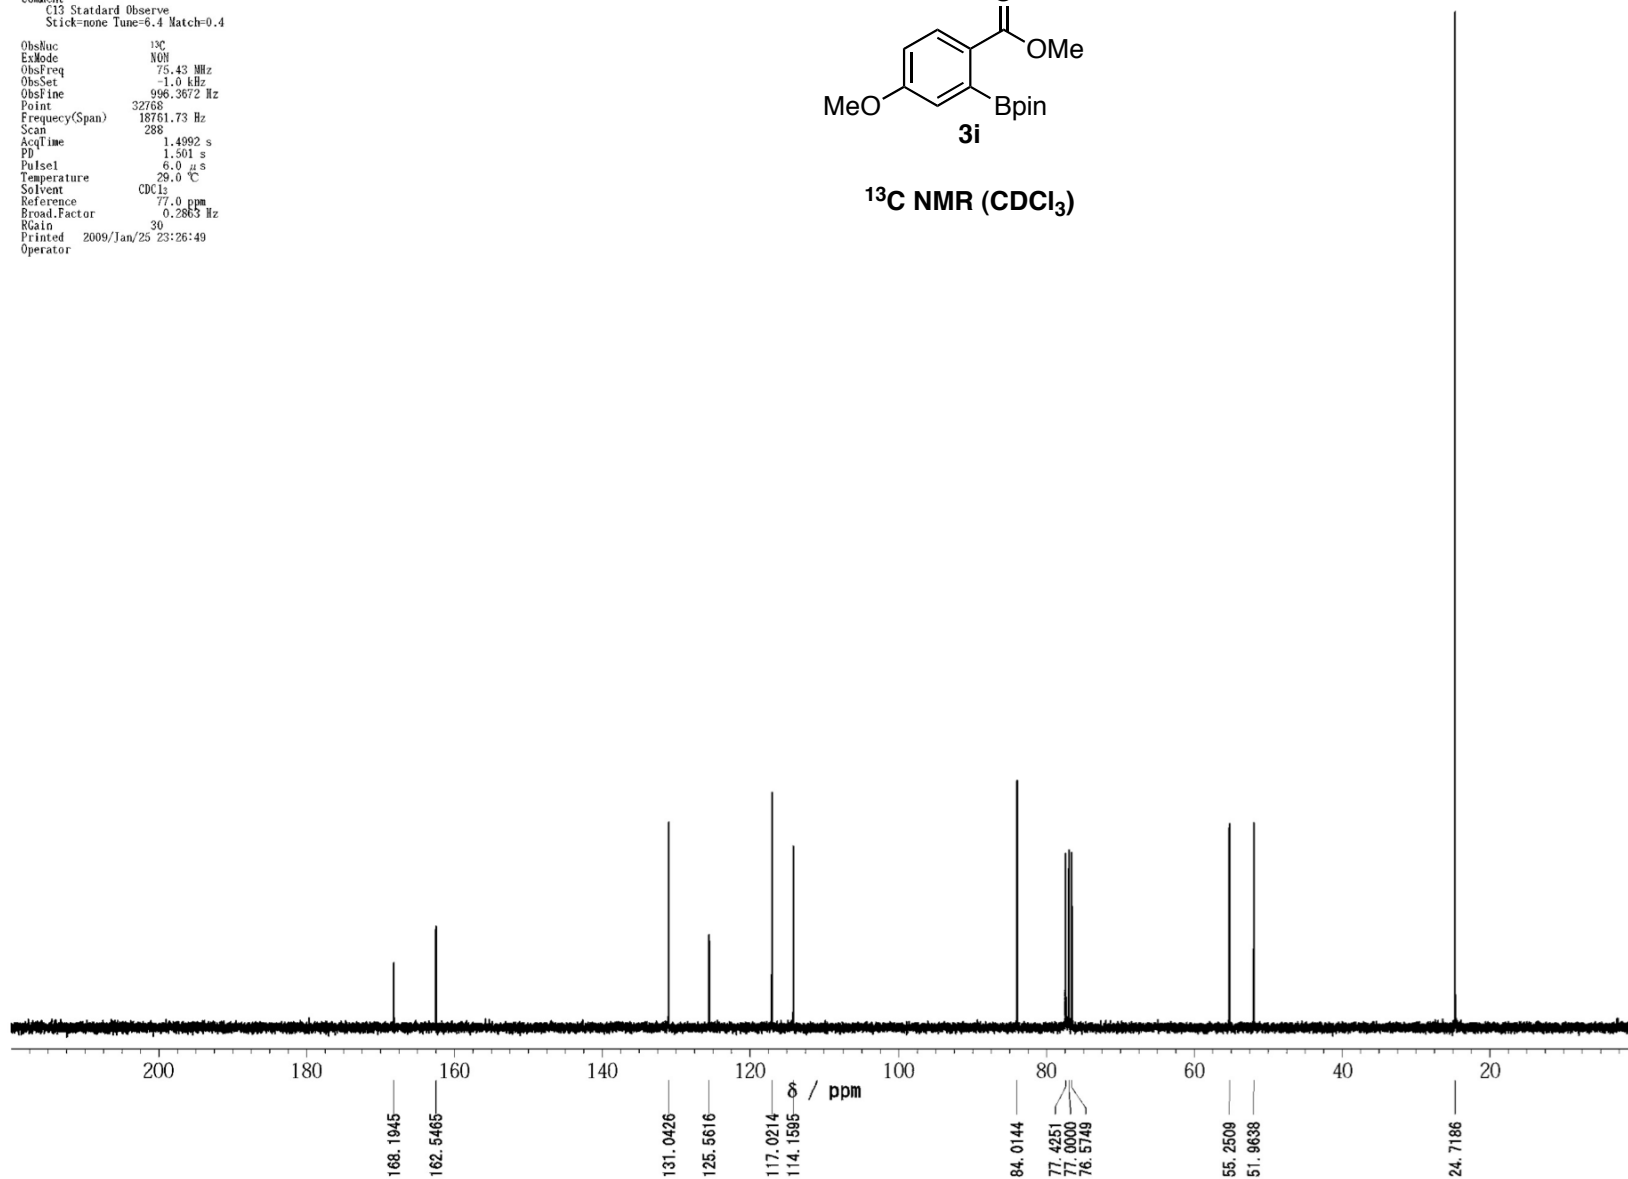 C13 Statdard Observe
Stick=none Tune=6.4 Match=0.4
ObsNuc 13C
ExMode NON
ObsFreq 75.43 MHz
ObsSet -1.0 kHz
ObsFine 996.3672 Hz
Point 32768
Frequecy(Span) 18761.73 Hz
Scan 288
AcqTime 1.4992 s
PD 1.501 s
Pulse1 6.0 μs
Temperature 29.0 ℃
Solvent CDCl3
Reference 77.0 ppm
Broad.Factor 0.2863 Hz
RGain 30
Printed 2009/Jan/25 23:26:49
Operator
OMe
MeO
Bpin
3i
13C NMR (CDCl3)
200 180 160 140 120 100 80 60 40 20
δ / ppm
168.1945
162.5465
131.0426
125.5616
117.0214
114.1595
84.0144
77.4251
77.0000
76.5749
55.2509
51.9638
24.7186